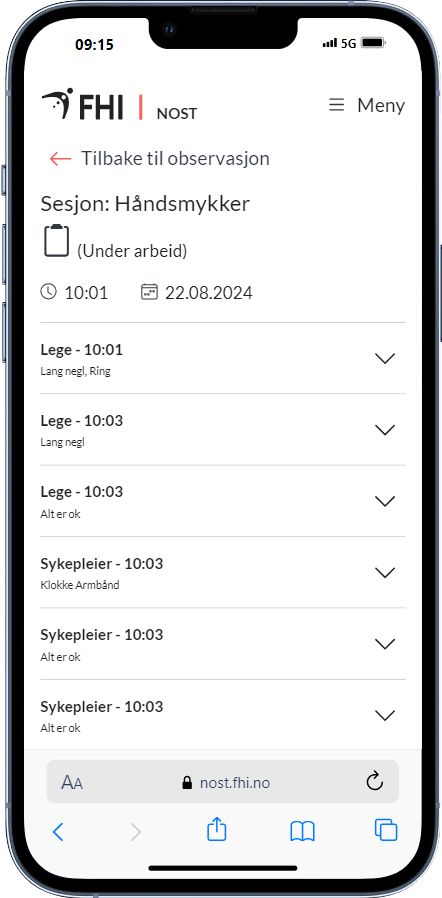 09:15
5G
FHI | NOST
Meny
Tilbake til observasjon
Sesjon: Håndsmykker
(Under arbeid)
10:01 22.08.2024
Lege - 10:01
Lang negl, Ring
Lege - 10:03
Lang negl
Lege - 10:03
Alt er ok
Sykepleier - 10:03
Klokke Armbånd
Sykepleier - 10:03
Alt er ok
Sykepleier - 10:03
Alt er ok
AA nost.fhi.no